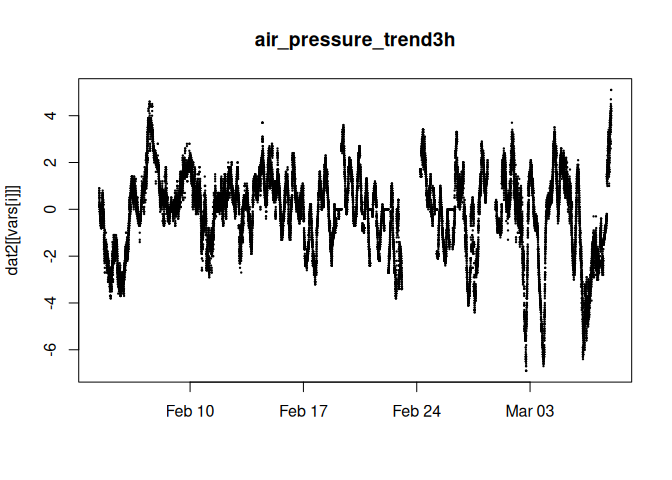 air_pressure_trend3h
dat2[[vars[i]]]
4
2
0
-2
-4
-6
Feb 10
Feb 17
Feb 24
Mar 03